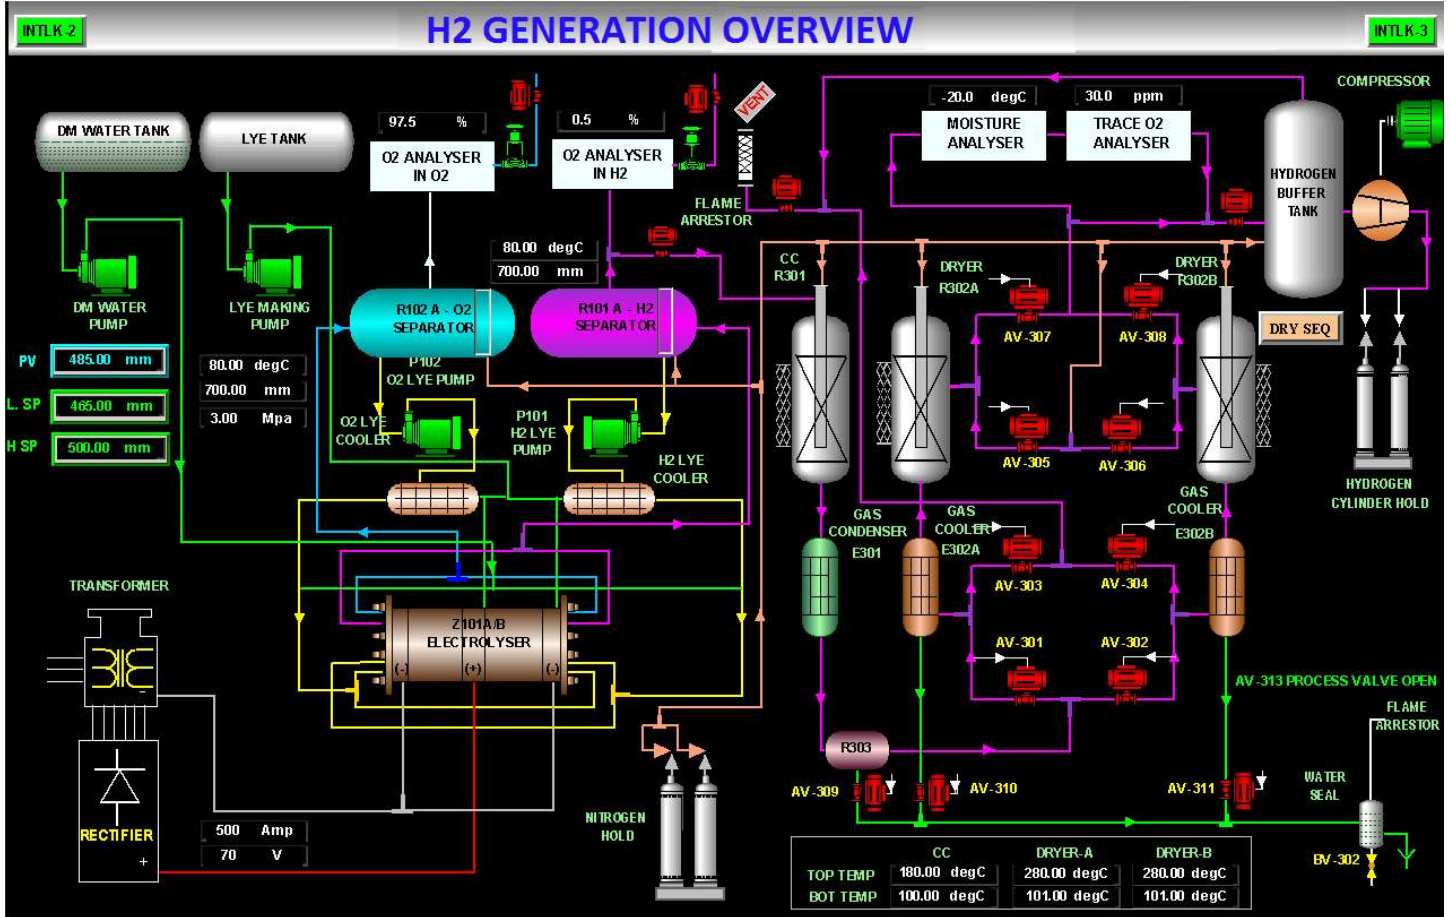 INTLK-2
H2 GENERATION OVERVIEW
INTLK-3
DM WATER TANK
LYE TANK
97.5 %
O2 ANALYSER
IN O2
0.5 %
O2 ANALYSER
IN H2
VENT
FLAME
ARRESTOR
-20.0 degC
MOISTURE
ANALYSER
30.0 ppm
TRACE O2
ANALYSER
HYDROGEN
BUFFER
TANK
COMPRESSOR
DM WATER
PUMP
LYE MAKING
PUMP
80.00 degC
700.00 mm
R102 A - O2
SEPARATOR
R101 A - H2
SEPARATOR
CC
R301
DRYER
R302A
DRYER
R302B
AV-307
AV-308
DRY SEQ
PV 485.00 mm
L. SP 465.00 mm
H SP 500.00 mm
80.00 degC
700.00 mm
3.00 Mpa
P102
O2 LYE PUMP
O2 LYE
COOLER
P101
H2 LYE
PUMP
H2 LYE
COOLER
AV-305
AV-306
HYDROGEN
CYLINDER HOLD
GAS
CONDENSER
E301
GAS
COOLER
E302A
GAS
COOLER
E302B
AV-303
AV-304
TRANSFORMER
Z101A/B
ELECTROLYSER
(-) (+) (-)
AV-301
AV-302
AV-313 PROCESS VALVE OPEN
FLAME
ARRESTOR
R303
AV-309
AV-310
AV-311
WATER
SEAL
BV-302
NITROGEN
HOLD
-
RECTIFIER
+
500 Amp
70 V
CC DRYER-A DRYER-B
TOP TEMP 180.00 degC 280.00 degC 280.00 degC
BOT TEMP 100.00 degC 101.00 degC 101.00 degC